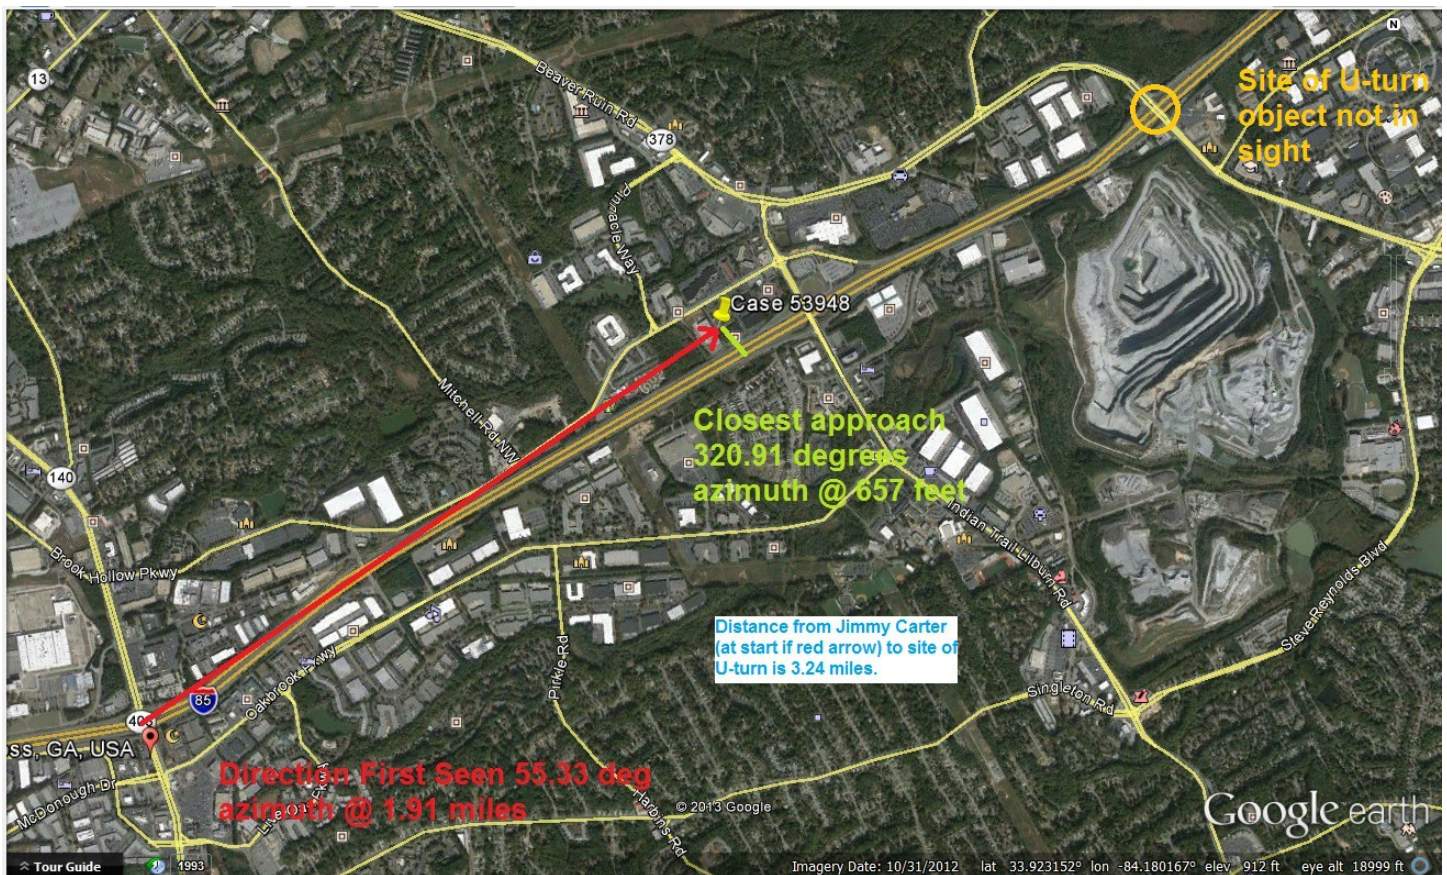 13
Beaver Ruin Rd
378
Site of U-turn
object not in
sight
N
Case 53948
Mitchell Rd NW
Closest approach
320.91 degrees
azimuth @ 657 feet
140
Brook Hollow Pkwy
Indian Trail Lilburn Rd
Steve Reynolds Blvd
Distance from Jimmy Carter
(at start if red arrow) to site of
U-turn is 3.24 miles.
Pirkle Rd
Oakbrook Pkwy
85
Singleton Rd
ss, GA, USA
McDonough Dr
Direction First Seen 55.33 deg
azimuth @ 1.91 miles
Harbins Rd
© 2013 Google
Google earth
Tour Guide
1993
Imagery Date: 10/31/2012 lat 33.923152° lon -84.180167° elev 912 ft eye alt 18999 ft